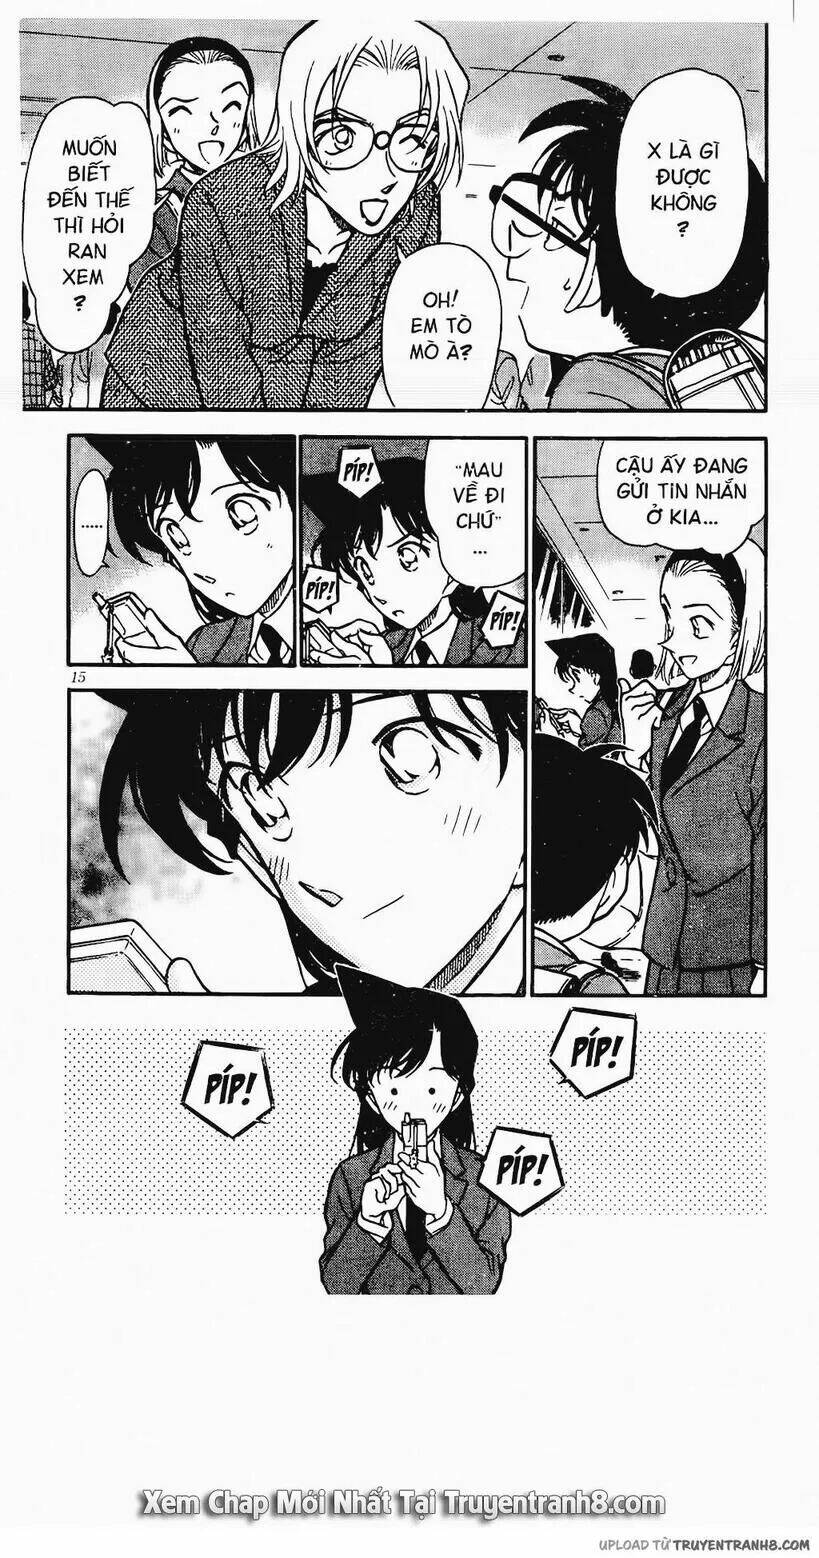 X LÀ GÌ
ĐƯỢC
KHÔNG
?
OH!
EM TÒ
MÒ À?
MUỐN
BIẾT
ĐẾN THẾ
THÌ HỎI
RAN
XEM
?
CẬU ẤY ĐANG
GỬI TIN NHẮN
Ở KIA...
PÍP!
"MAU
VỀ ĐI
CHỨ"
...
PÍP!
PÍP!
......
15
PÍP!
PÍP!
PÍP!
Xem Chap Mới Nhất Tại Truyentranh8.com
UPLOAD TỪ TRUYENTRANH8.COM